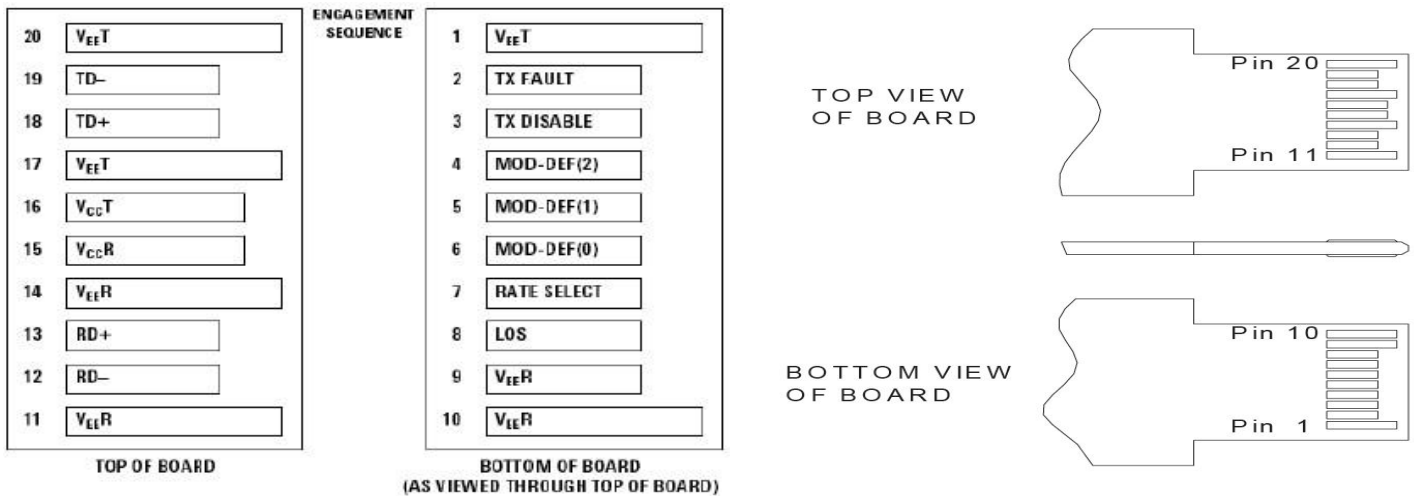 ENGAGEMENT
SEQUENCE
20 VEET
19 TD–
18 TD+
17 VEET
16 VCCT
15 VCCR
14 VEER
13 RD+
12 RD–
11 VEER
TOP OF BOARD
1 VEET
2 TX FAULT
3 TX DISABLE
4 MOD-DEF(2)
5 MOD-DEF(1)
6 MOD-DEF(0)
7 RATE SELECT
8 LOS
9 VEER
10 VEER
BOTTOM OF BOARD
(AS VIEWED THROUGH TOP OF BOARD)
TOP VIEW
OF BOARD
Pin 20
Pin 11
BOTTOM VIEW
OF BOARD
Pin 10
Pin 1